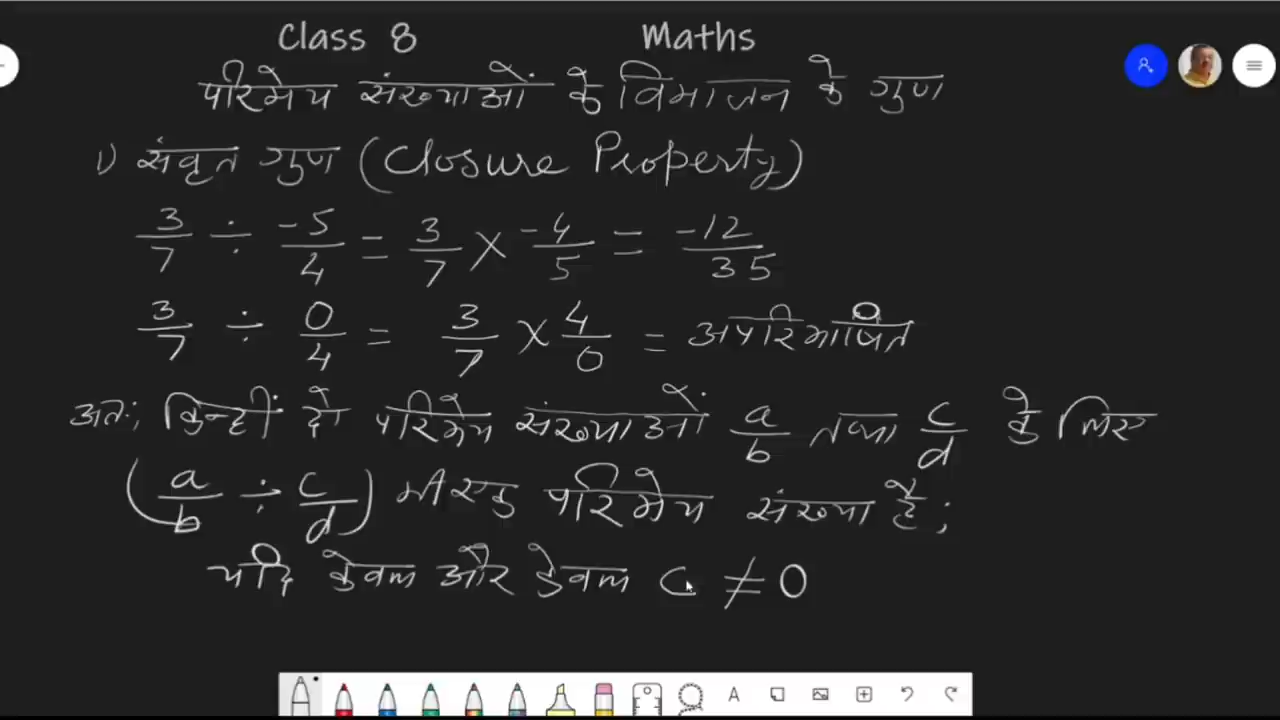 Class 8 Maths
परिमेय संख्याओं के विभाजन के गुण
1) संवृत गुण (Closure Property)
3/7 ÷ -5/4 = 3/7 × -4/5 = -12/35
3/7 ÷ 0/4 = 3/7 × 4/0 = अपरिभाषित
अतः, किन्हीं दो परिमेय संख्याओं a/b तथा c/d के लिए
(a/b ÷ c/d) भी एक परिमेय संख्या है;
यदि केवल और केवल c ≠ 0